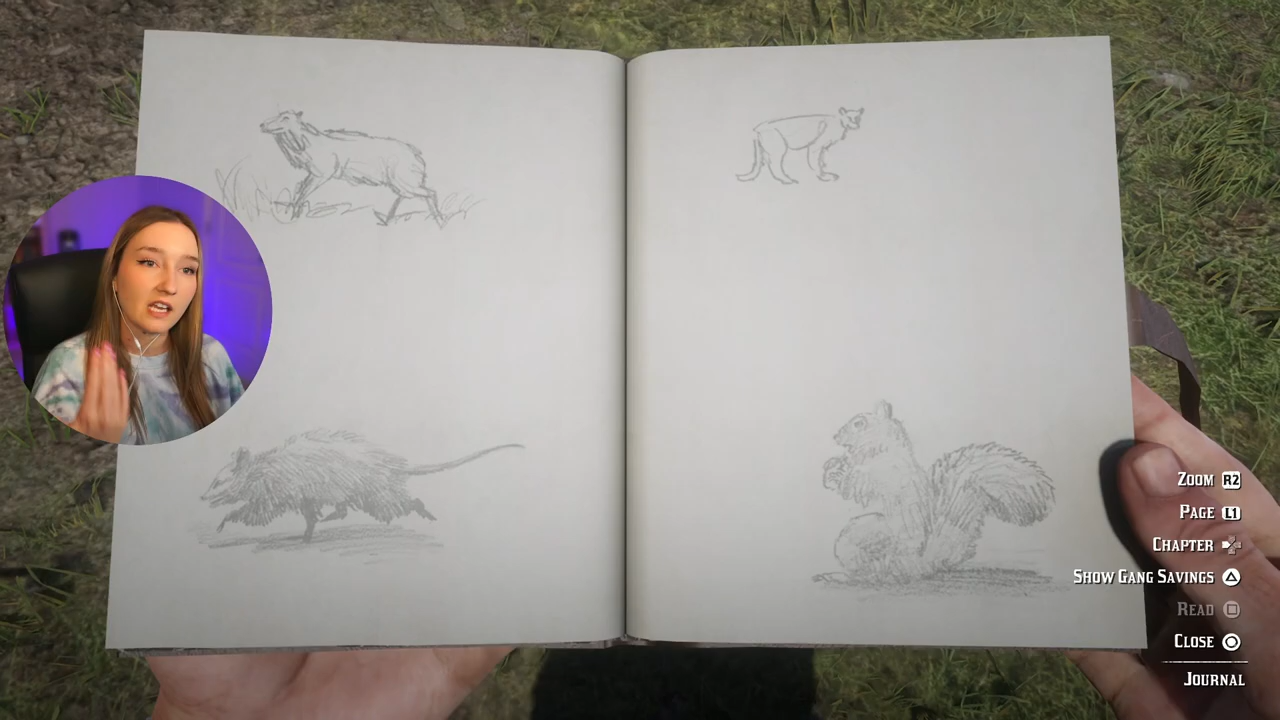 ZOOM R2
PAGE L1
CHAPTER
SHOW GANG SAVINGS
READ
CLOSE
JOURNAL